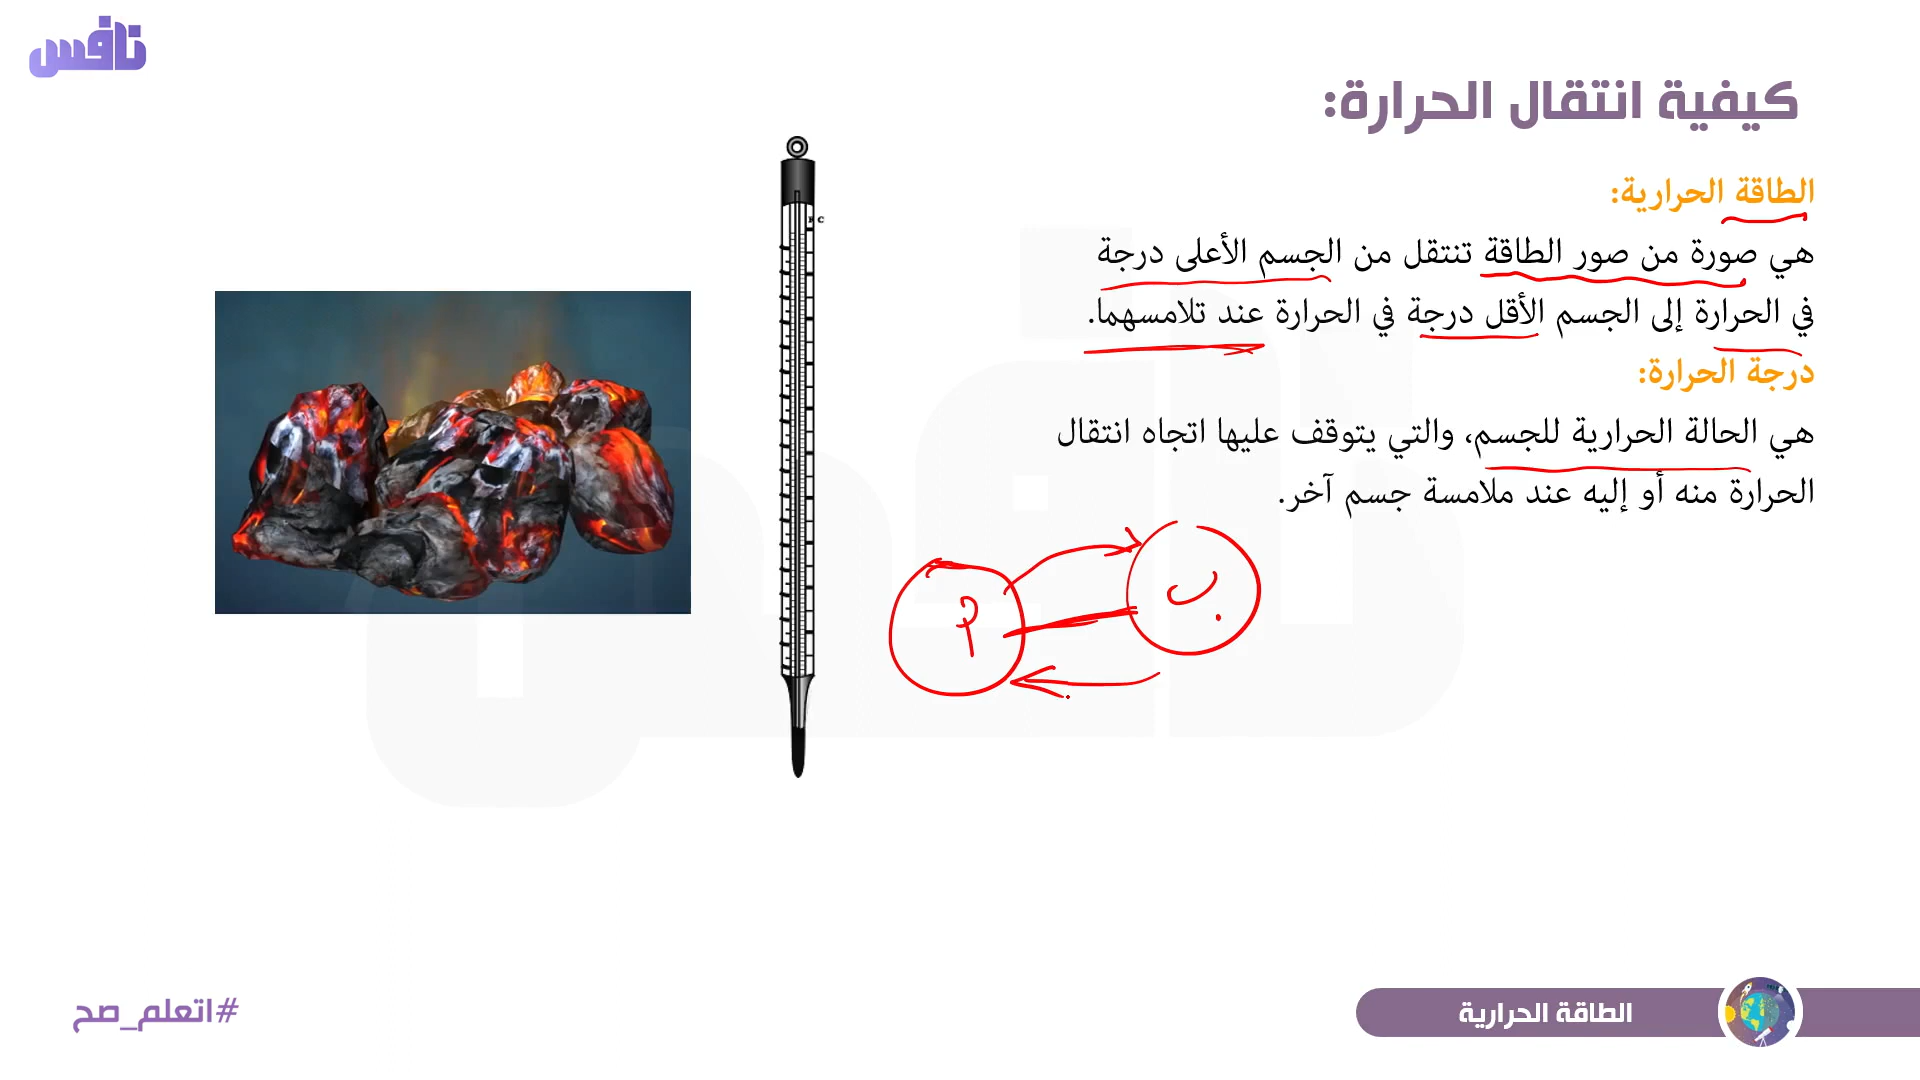 نافس
كيفية انتقال الحرارة:
الطاقة الحرارية:
هي صورة من صور الطاقة تنتقل من الجسم الأعلى درجة
في الحرارة إلى الجسم الأقل درجة في الحرارة عند تلامسهما.
درجة الحرارة:
هي الحالة الحرارية للجسم، والتي يتوقف عليها اتجاه انتقال
الحرارة منه أو إليه عند ملامسة جسم آخر.
ب
أ
F C
الطاقة الحرارية
#اتعلم_صح